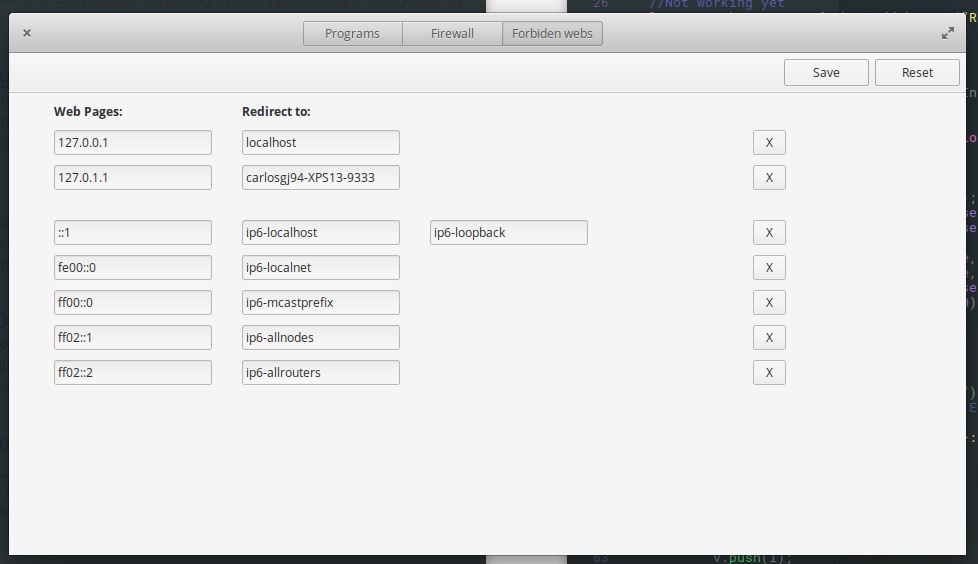 26 //Not working yet
× Programs Firewall Forbiden webs
Save Reset
Web Pages: Redirect to:
127.0.0.1 localhost X
127.0.1.1 carlosgj94-XPS13-9333 X
::1 ip6-localhost ip6-loopback X
fe00::0 ip6-localnet X
ff00::0 ip6-mcastprefix X
ff02::1 ip6-allnodes X
ff02::2 ip6-allrouters X
63 v.push(1);